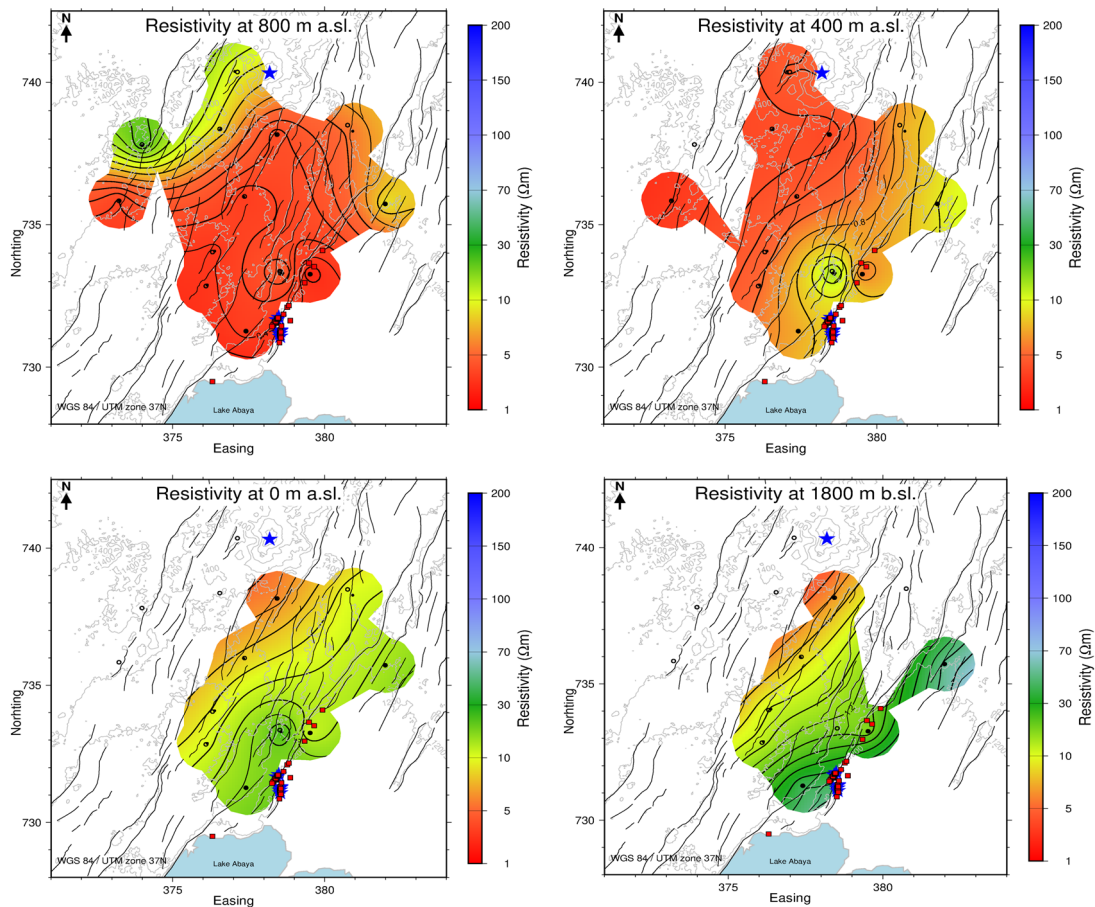 N
Resistivity at 800 m a.sl.
740
735
730
Norhting
375
380
Easing
WGS 84 / UTM zone 37N
Lake Abaya
200
150
100
70
30
10
5
1
Resistivity (Ωm)
N
Resistivity at 400 m a.sl.
740
735
730
Norhting
375
380
Easing
WGS 84 / UTM zone 37N
Lake Abaya
0.8
200
150
100
70
30
10
5
1
Resistivity (Ωm)
N
Resistivity at 0 m a.sl.
740
735
730
Norhting
375
380
Easing
WGS 84 / UTM zone 37N
Lake Abaya
200
150
100
70
30
10
5
1
Resistivity (Ωm)
N
Resistivity at 1800 m b.sl.
740
735
730
Norhting
375
380
Easing
WGS 84 / UTM zone 37N
Lake Abaya
200
150
100
70
30
10
5
1
Resistivity (Ωm)